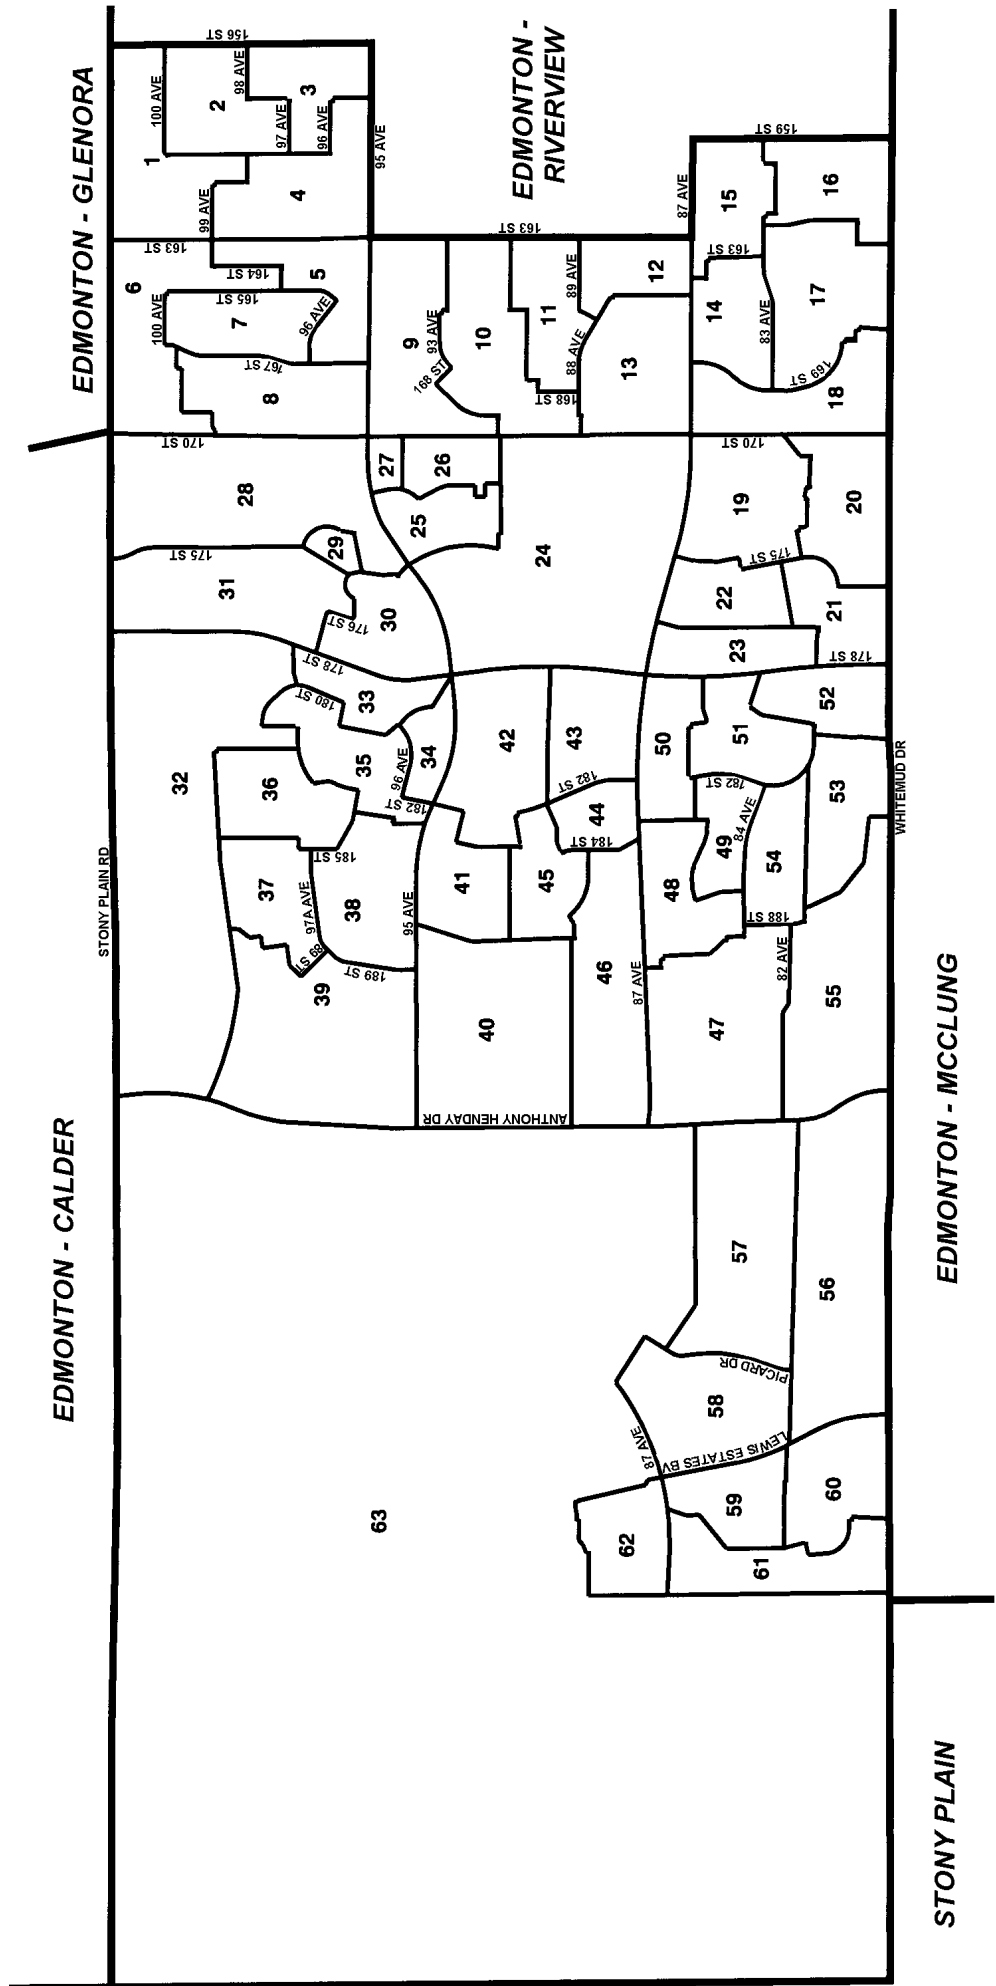 EDMONTON - CALDER
EDMONTON - GLENORA
EDMONTON -
RIVERVIEW
EDMONTON - MCCLUNG
STONY PLAIN
STONY PLAIN RD
WHITEMUD DR
ANTHONY HENDAY DR
156 ST
100 AVE
98 AVE
97 AVE
96 AVE
95 AVE
1
2
3
4
99 AVE
163 ST
164 ST
165 ST
100 AVE
96 AVE
167 ST
5
6
7
8
170 ST
163 ST
93 AVE
168 ST
89 AVE
88 AVE
168 ST
9
10
11
12
13
87 AVE
159 ST
163 ST
83 AVE
169 ST
170 ST
14
15
16
17
18
19
20
175 ST
21
22
23
178 ST
24
25
26
27
28
175 ST
29
30
176 ST
31
178 ST
32
180 ST
33
34
96 AVE
35
182 ST
36
185 ST
37
97A AVE
38
189 ST
LS 68
39
95 AVE
40
41
42
43
182 ST
44
184 ST
45
46
87 AVE
47
48
49
84 AVE
182 ST
50
51
52
53
54
188 ST
82 AVE
55
56
57
PICARD DR
58
87 AVE
LEWIS ESTATES BV
59
60
61
62
63